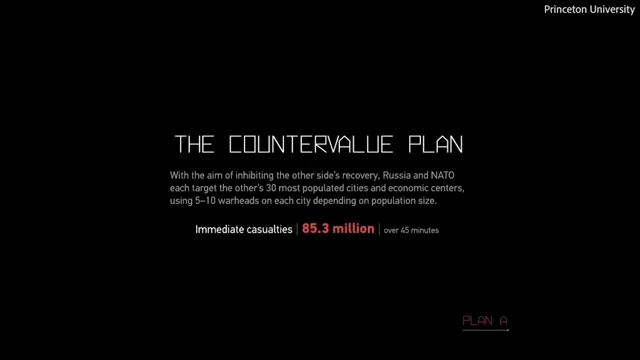 Princeton University
THE COUNTERVALUE PLAN
With the aim of inhibiting the other side's recovery, Russia and NATO
each target the other's 30 most populated cities and economic centers,
using 5–10 warheads on each city depending on population size.
Immediate casualties | 85.3 million | over 45 minutes
PLAN A